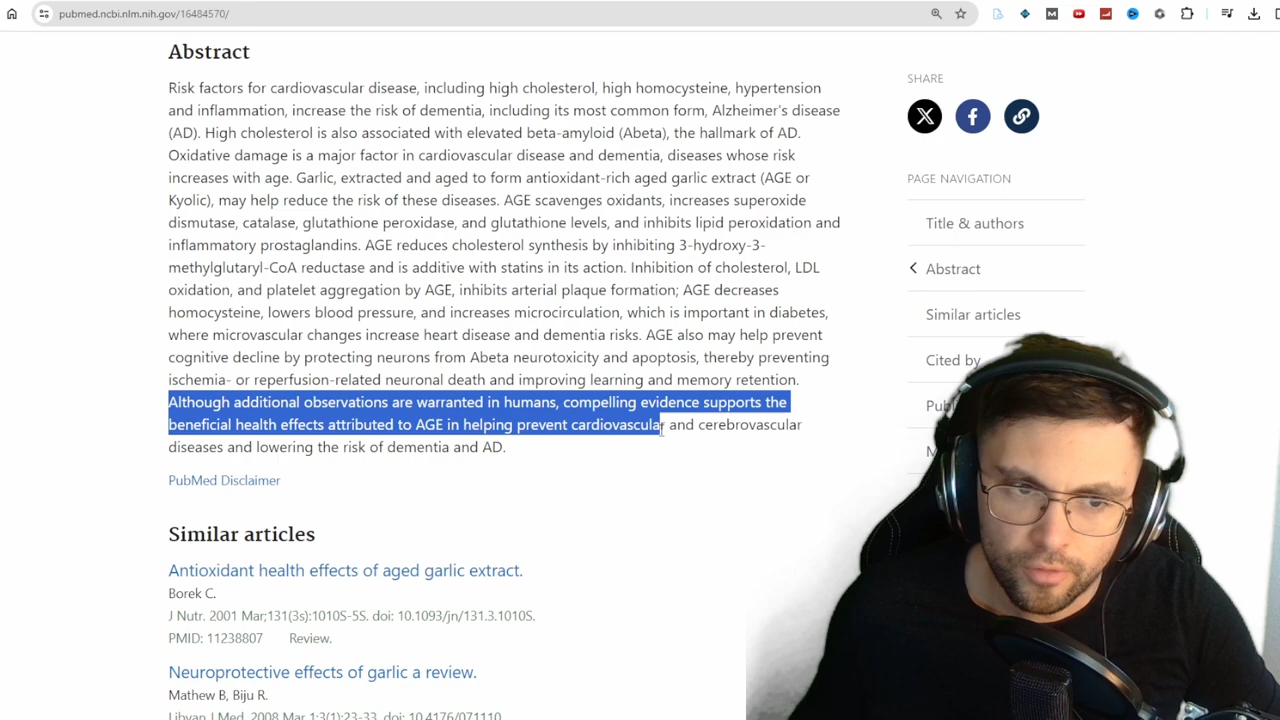 pubmed.ncbi.nlm.nih.gov/16484570/
Abstract
Risk factors for cardiovascular disease, including high cholesterol, high homocysteine, hypertension
and inflammation, increase the risk of dementia, including its most common form, Alzheimer's disease
(AD). High cholesterol is also associated with elevated beta-amyloid (Abeta), the hallmark of AD.
Oxidative damage is a major factor in cardiovascular disease and dementia, diseases whose risk
increases with age. Garlic, extracted and aged to form antioxidant-rich aged garlic extract (AGE or
Kyolic), may help reduce the risk of these diseases. AGE scavenges oxidants, increases superoxide
dismutase, catalase, glutathione peroxidase, and glutathione levels, and inhibits lipid peroxidation and
inflammatory prostaglandins. AGE reduces cholesterol synthesis by inhibiting 3-hydroxy-3-
methylglutaryl-CoA reductase and is additive with statins in its action. Inhibition of cholesterol, LDL
oxidation, and platelet aggregation by AGE, inhibits arterial plaque formation; AGE decreases
homocysteine, lowers blood pressure, and increases microcirculation, which is important in diabetes,
where microvascular changes increase heart disease and dementia risks. AGE also may help prevent
cognitive decline by protecting neurons from Abeta neurotoxicity and apoptosis, thereby preventing
ischemia- or reperfusion-related neuronal death and improving learning and memory retention.
Although additional observations are warranted in humans, compelling evidence supports the
beneficial health effects attributed to AGE in helping prevent cardiovascular and cerebrovascular
diseases and lowering the risk of dementia and AD.
PubMed Disclaimer
Similar articles
Antioxidant health effects of aged garlic extract.
Borek C.
J Nutr. 2001 Mar;131(3s):1010S-5S. doi: 10.1093/jn/131.3.1010S.
PMID: 11238807 Review.
Neuroprotective effects of garlic a review.
Mathew B, Biju R.
Libyan J Med. 2008 Mar 1;3(1):23-33. doi: 10.4176/071110.
SHARE
PAGE NAVIGATION
Title & authors
Abstract
Similar articles
Cited by